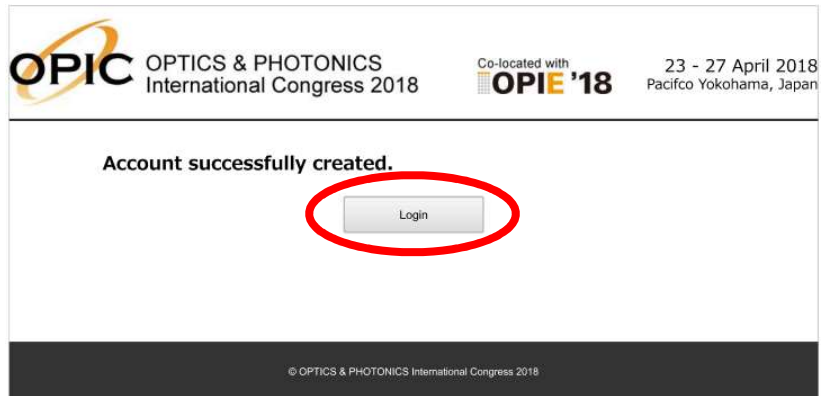 OPIC
OPTICS & PHOTONICS
International Congress 2018
Co-located with
OPIE '18
23 - 27 April 2018
Pacifco Yokohama, Japan
Account successfully created.
Login
© OPTICS & PHOTONICS International Congress 2018